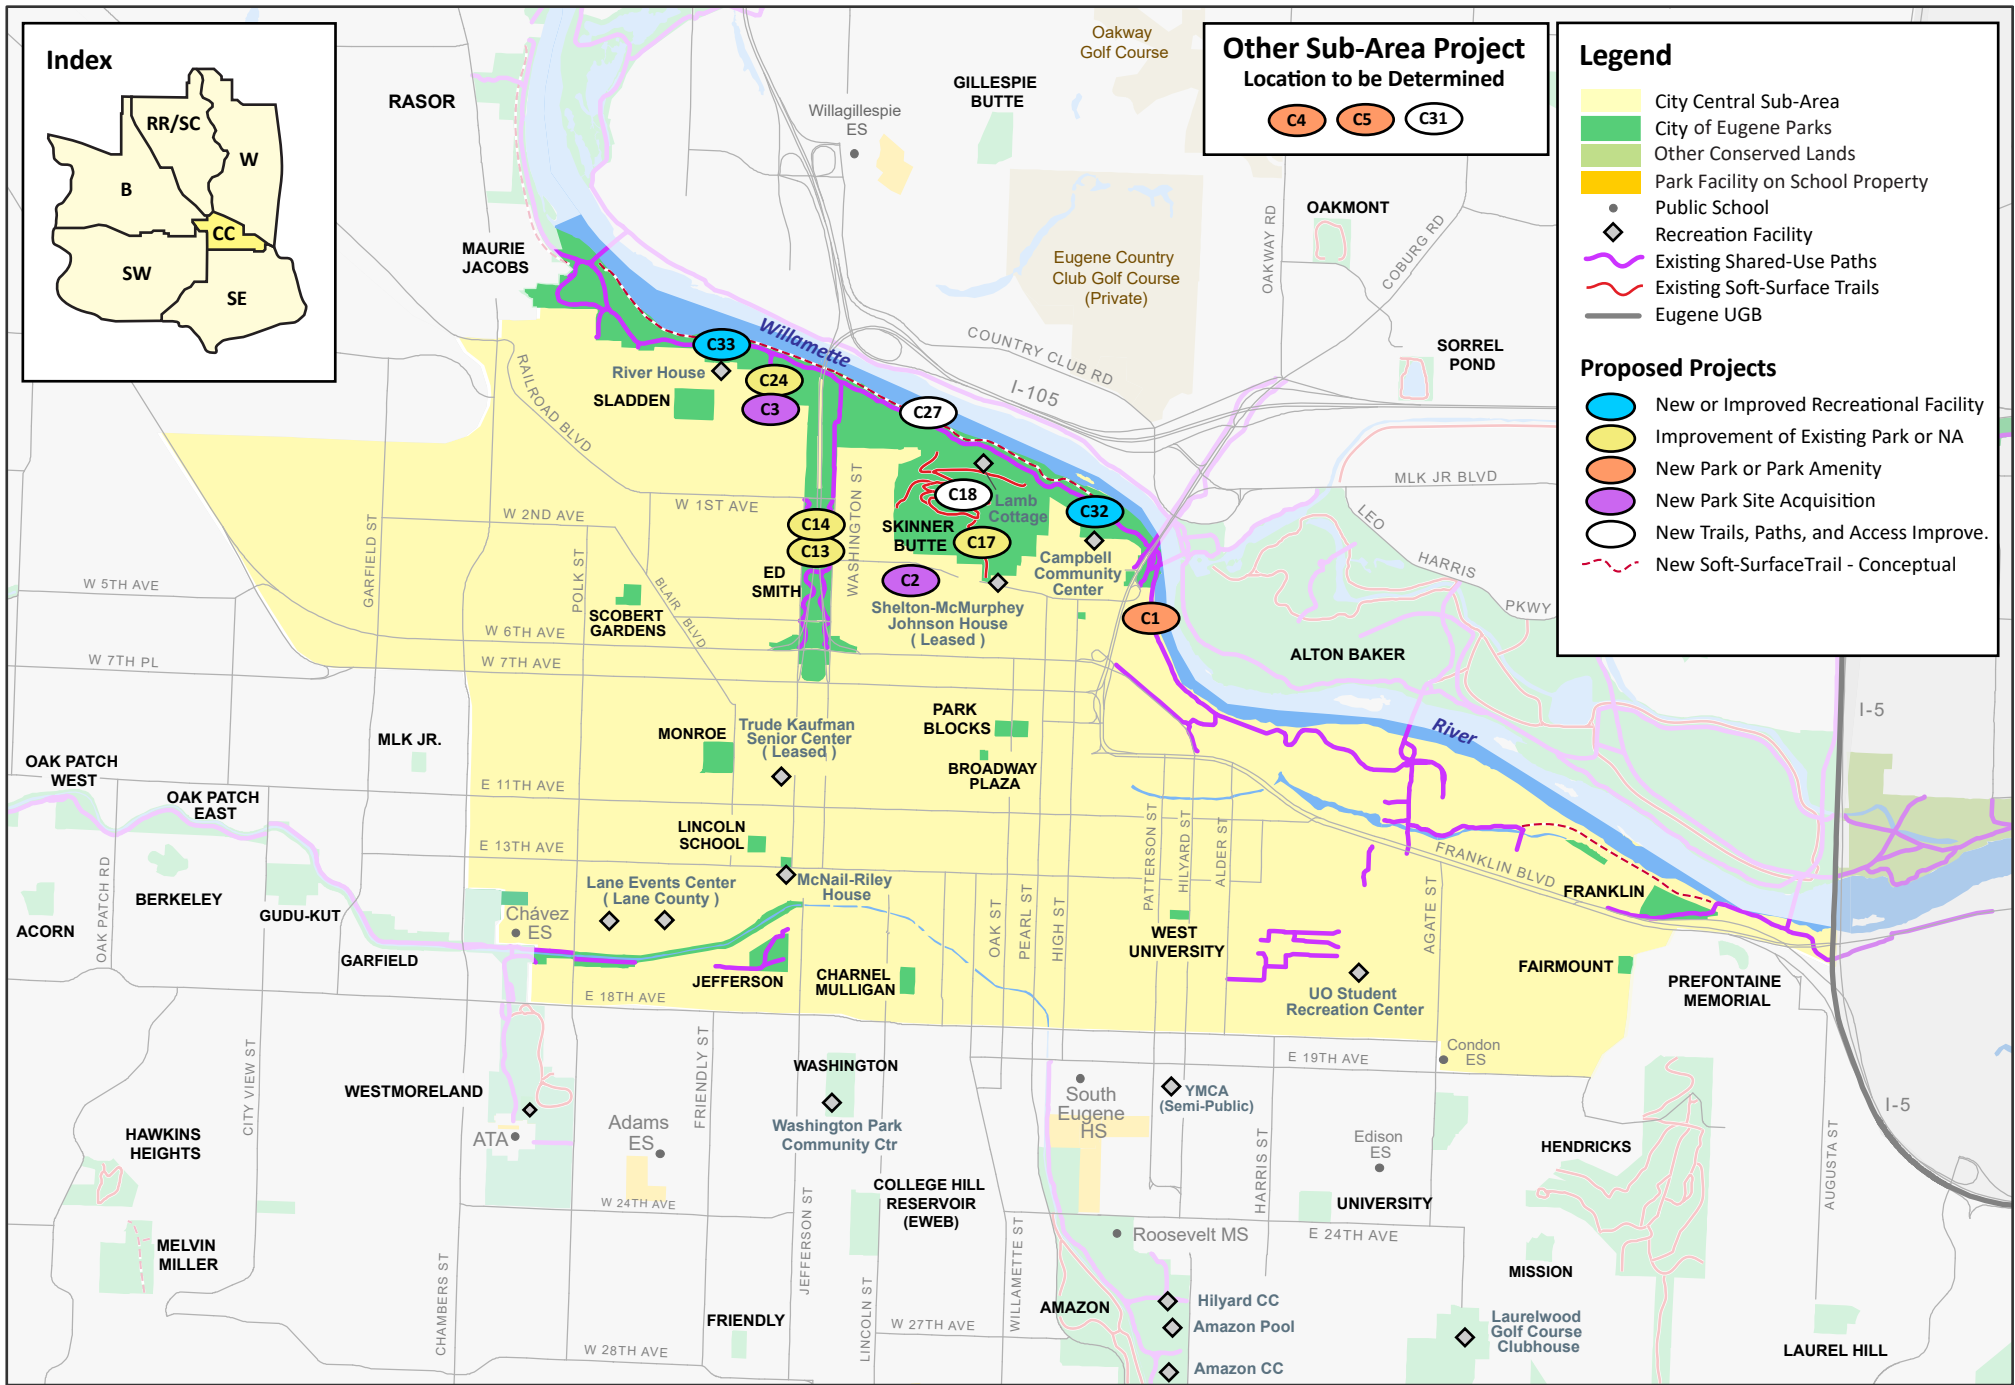 Index
RR/SC
W
B
CC
SW
SE
Other Sub-Area Project
Location to be Determined
C4
C5
C31
Legend
City Central Sub-Area
City of Eugene Parks
Other Conserved Lands
Park Facility on School Property
Public School
Recreation Facility
Existing Shared-Use Paths
Existing Soft-Surface Trails
Eugene UGB
Proposed Projects
New or Improved Recreational Facility
Improvement of Existing Park or NA
New Park or Park Amenity
New Park Site Acquisition
New Trails, Paths, and Access Improve.
New Soft-SurfaceTrail - Conceptual
Oakway
Golf Course
RASOR
GILLESPIE
BUTTE
Willagillespie
ES
OAKMONT
OAKWAY RD
COBURG RD
MAURIE
JACOBS
Eugene Country
Club Golf Course
(Private)
Willamette
COUNTRY CLUB RD
I-105
SORREL
POND
C33
River House
C24
C3
SLADDEN
RAILROAD BLVD
C27
MLK JR BLVD
WASHINGTON ST
C18
Lamb
Cottage
C32
W 1ST AVE
W 2ND AVE
C14
C13
SKINNER
BUTTE
C17
Campbell
Community
Center
LEO
HARRIS
PKWY
GARFIELD ST
POLK ST
W 5TH AVE
ED
SMITH
C2
Shelton-McMurphey
Johnson House
( Leased )
C1
BLAIR
BLVD
SCOBERT
GARDENS
W 6TH AVE
W 7TH AVE
W 7TH PL
ALTON BAKER
I-5
River
PARK
BLOCKS
MONROE
Trude Kaufman
Senior Center
( Leased )
MLK JR.
OAK PATCH
WEST
OAK PATCH
EAST
BROADWAY
PLAZA
E 11TH AVE
LINCOLN
SCHOOL
E 13TH AVE
PATTERSON ST
HILYARD ST
ALDER ST
FRANKLIN BLVD
FRANKLIN
OAK PATCH RD
BERKELEY
GUDU-KUT
ACORN
Lane Events Center
( Lane County )
McNail-Riley
House
Chávez
ES
OAK ST
PEARL ST
HIGH ST
WEST
UNIVERSITY
AGATE ST
GARFIELD
JEFFERSON
CHARNEL
MULLIGAN
FAIRMOUNT
PREFONTAINE
MEMORIAL
E 18TH AVE
UO Student
Recreation Center
CITY VIEW ST
FRIENDLY ST
WASHINGTON
E 19TH AVE
Condon
ES
WESTMORELAND
South
Eugene
HS
YMCA
(Semi-Public)
I-5
HAWKINS
HEIGHTS
ATA
Adams
ES
Washington Park
Community Ctr
HARRIS ST
Edison
ES
HENDRICKS
AUGUSTA ST
COLLEGE HILL
RESERVOIR
(EWEB)
W 24TH AVE
UNIVERSITY
E 24TH AVE
MELVIN
MILLER
CHAMBERS ST
JEFFERSON ST
LINCOLN ST
WILLAMETTE ST
Roosevelt MS
MISSION
FRIENDLY
W 27TH AVE
AMAZON
Hilyard CC
Amazon Pool
Amazon CC
Laurelwood
Golf Course
Clubhouse
W 28TH AVE
LAUREL HILL